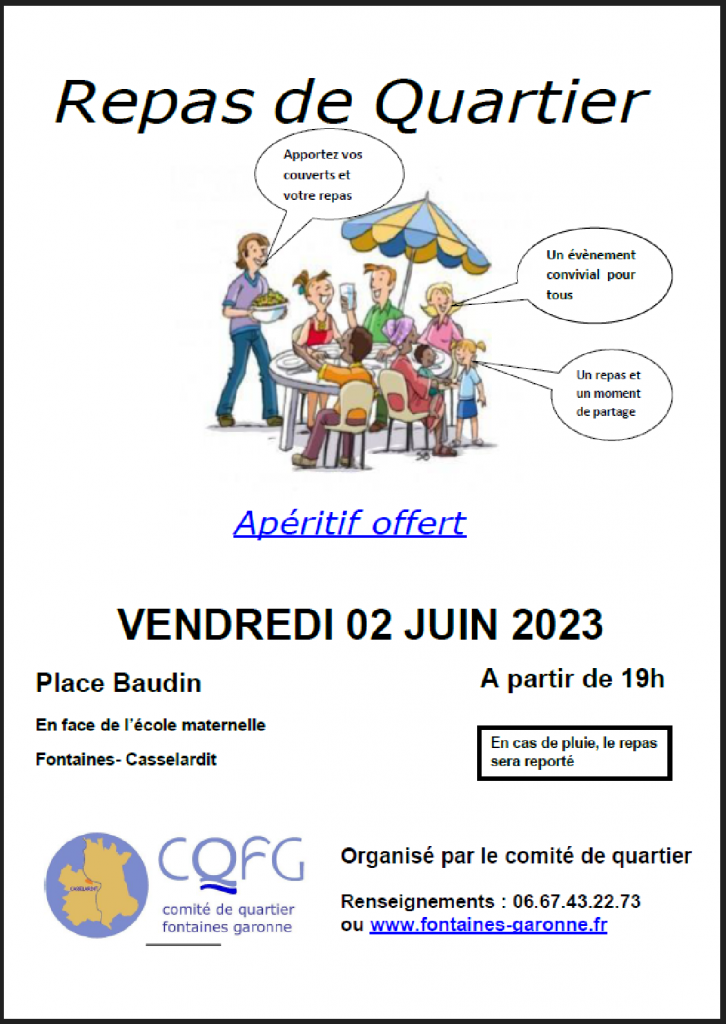 Repas de Quartier
Apportez vos
couverts et
votre repas
Un évènement
convivial pour
tous
Un repas et
un moment
de partage
Apéritif offert
VENDREDI 02 JUIN 2023
Place Baudin
A partir de 19h
En face de l'école maternelle
Fontaines- Casselardit
En cas de pluie, le repas
sera reporté
CASSELARDIT
CQFG
comité de quartier
fontaines garonne
Organisé par le comité de quartier
Renseignements : 06.67.43.22.73
ou www.fontaines-garonne.fr